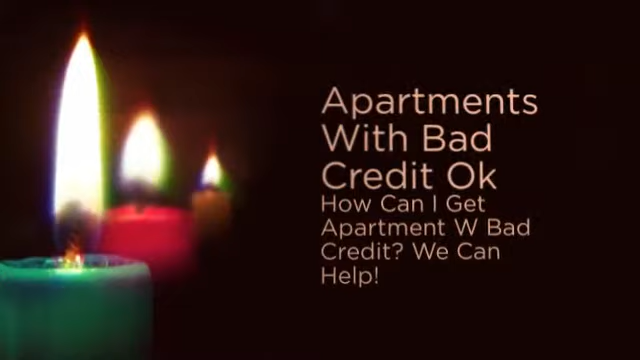 Apartments
With Bad
Credit Ok
How Can I Get
Apartment W Bad
Credit? We Can
Help!